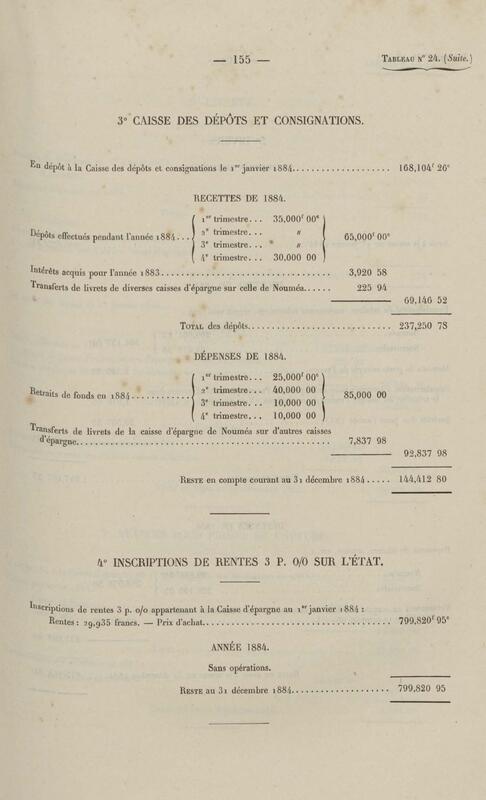 — 155 —
TABLEAU N° 24. (Suite.)
3° CAISSE DES DÉPÔTS ET CONSIGNATIONS.
En dépôt à la Caisse des dépôts et consignations le 1er janvier 1884.................... 168,104f 26c
RECETTES DE 1884.
Dépôts effectués pendant l'année 1884...
1er trimestre... 35,000f 00c
2e trimestre... "
3e trimestre... "
4e trimestre... 30,000 00
65,000f 00c
Intérêts acquis pour l'année 1883................................... 3,920 58
Transferts de livrets de diverses caisses d'épargne sur celle de Nouméa...... 225 94
69,146 52
TOTAL des dépôts............................. 237,250 78
DÉPENSES DE 1884.
Retraits de fonds en 1884............
1er trimestre... 25,000f 00c
2e trimestre... 40,000 00
3e trimestre... 10,000 00
4e trimestre... 10,000 00
85,000 00
Transferts de livrets de la caisse d'épargne de Nouméa sur d'autres caisses
d'épargne.................................................... 7,837 98
92,837 98
RESTE en compte courant au 31 décembre 1884..... 144,412 80
4° INSCRIPTIONS DE RENTES 3 P. 0/0 SUR L'ÉTAT.
Inscriptions de rentes 3 p. 0/0 appartenant à la Caisse d'épargne au 1er janvier 1884 :
Rentes : 29,935 francs. — Prix d'achat...................................... 799,820f 95c
ANNÉE 1884.
Sans opérations.
RESTE au 31 décembre 1884.................... 799,820 95